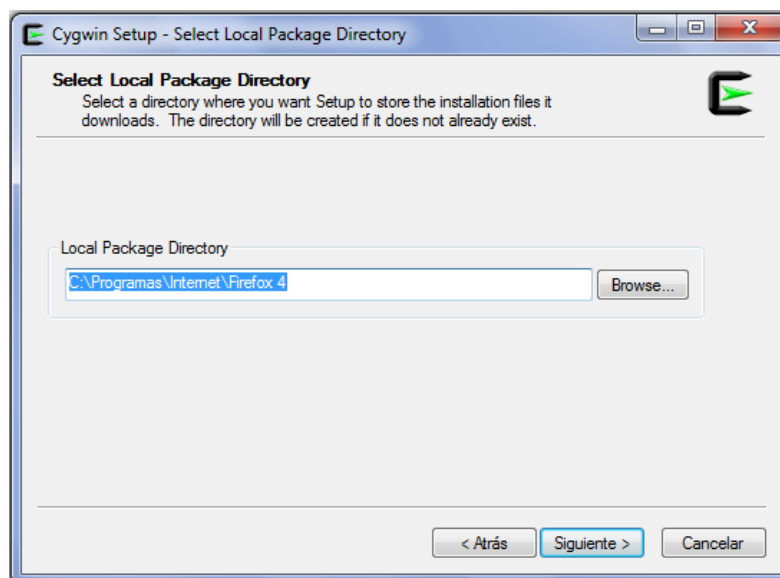 Cygwin Setup - Select Local Package Directory
Select Local Package Directory
Select a directory where you want Setup to store the installation files it
downloads.  The directory will be created if it does not already exist.
Local Package Directory
C:\Programas\Internet\Firefox 4
Browse...
< Atrás
Siguiente >
Cancelar